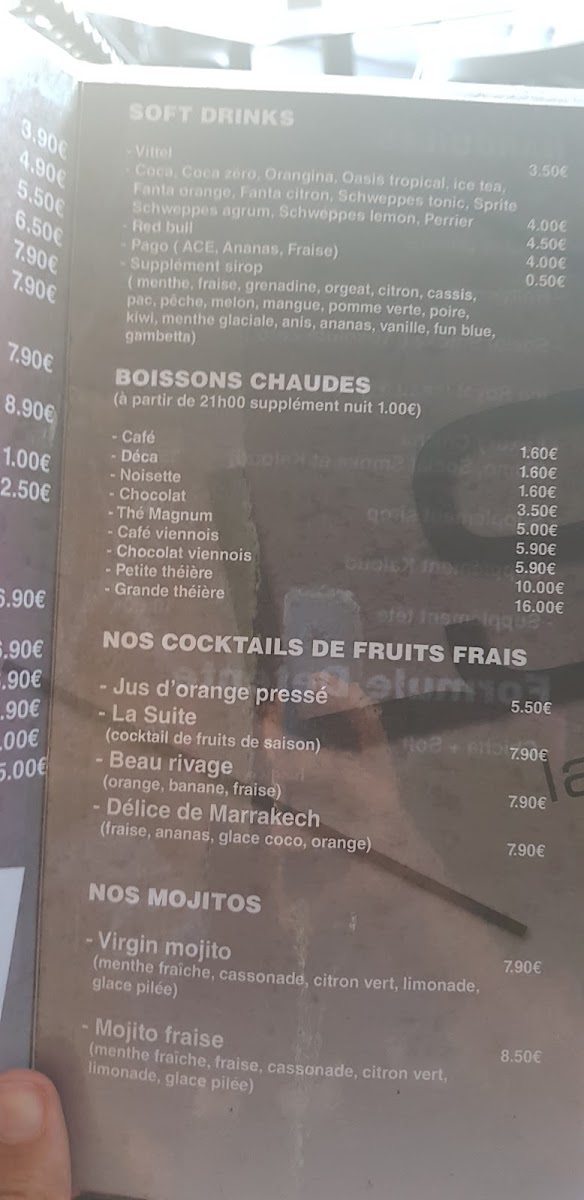 3.90€
4.90€
5.50€
6.50€
7.90€
7.90€
7.90€
8.90€
1.00€
2.50€
.90€
.90€
.90€
.90€
.00€
.00€
SOFT DRINKS
- Vittel 3.50€
- Coca, Coca zéro, Orangina, Oasis tropical, ice tea,
Fanta orange, Fanta citron, Schweppes tonic, Sprite
Schweppes agrum, Schweppes lemon, Perrier 4.00€
- Red bull 4.50€
- Pago ( ACE, Ananas, Fraise) 4.00€
- Supplément sirop 0.50€
( menthe, fraise, grenadine, orgeat, citron, cassis,
pac, pêche, melon, mangue, pomme verte, poire,
kiwi, menthe glaciale, anis, ananas, vanille, fun blue,
gambetta)
BOISSONS CHAUDES
(à partir de 21h00 supplément nuit 1.00€)
- Café 1.60€
- Déca 1.60€
- Noisette 1.60€
- Chocolat 3.50€
- Thé Magnum 5.00€
- Café viennois 5.90€
- Chocolat viennois 5.90€
- Petite théière 10.00€
- Grande théière 16.00€
NOS COCKTAILS DE FRUITS FRAIS
- Jus d'orange pressé 5.50€
- La Suite
(cocktail de fruits de saison) 7.90€
- Beau rivage
(orange, banane, fraise) 7.90€
- Délice de Marrakech
(fraise, ananas, glace coco, orange) 7.90€
NOS MOJITOS
- Virgin mojito 7.90€
(menthe fraîche, cassonade, citron vert, limonade,
glace pilée)
- Mojito fraise 8.50€
(menthe fraîche, fraise, cassonade, citron vert,
limonade, glace pilée)